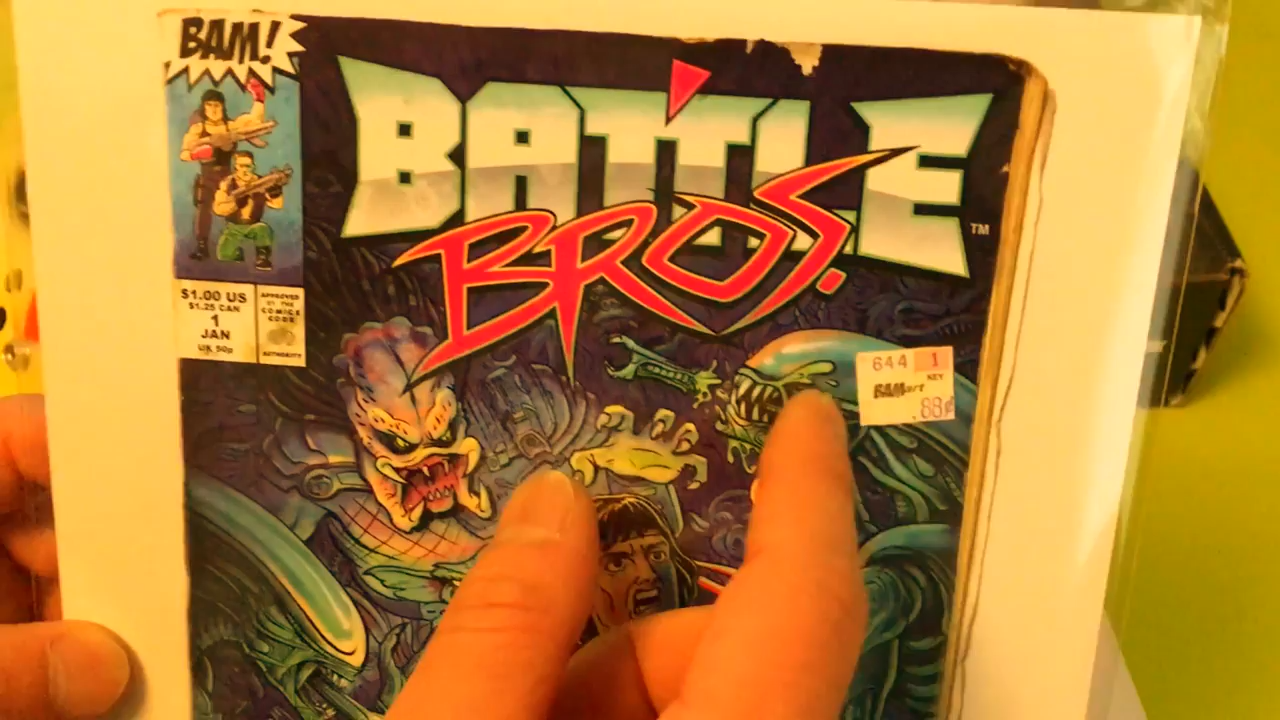 BAM!
BATTLE
BROS.
TM
$1.00 US
$1.25 CAN
1
JAN
UK 50p
APPROVED
BY THE
COMICS
CODE
AUTHORITY
644 1
KEY
BAMart
.88¢